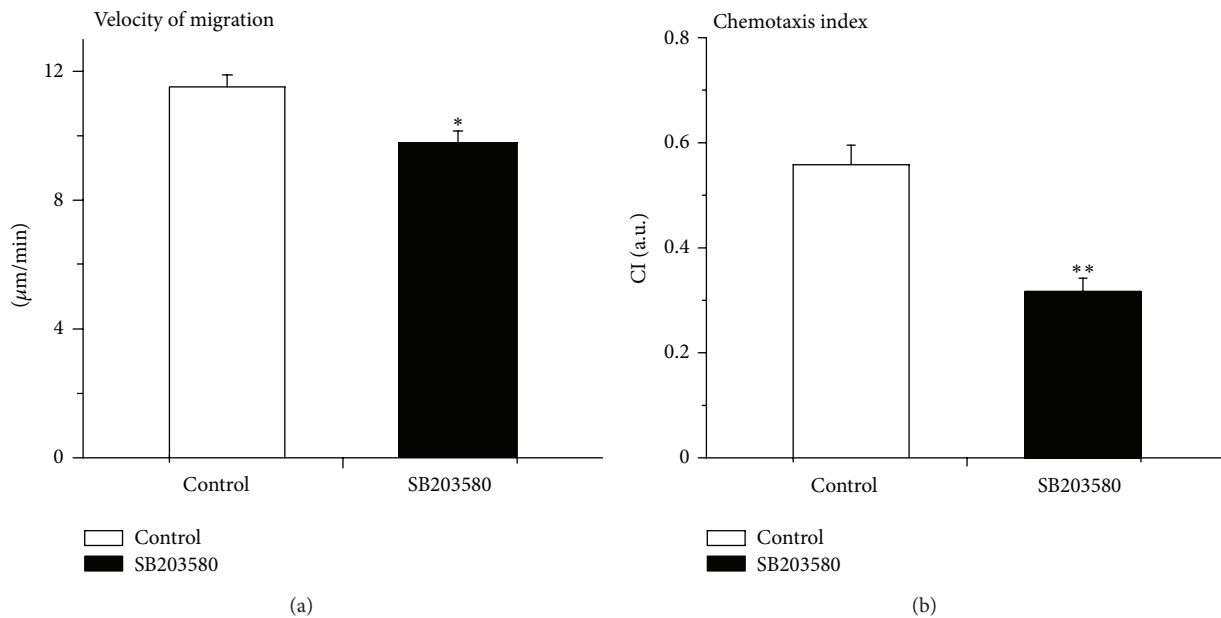 Velocity of migration
12
8
4
0
(μm/min)
*
Control
SB203580
Control
SB203580
(a)
Chemotaxis index
0.8
0.6
0.4
0.2
0
CI (a.u.)
**
Control
SB203580
Control
SB203580
(b)